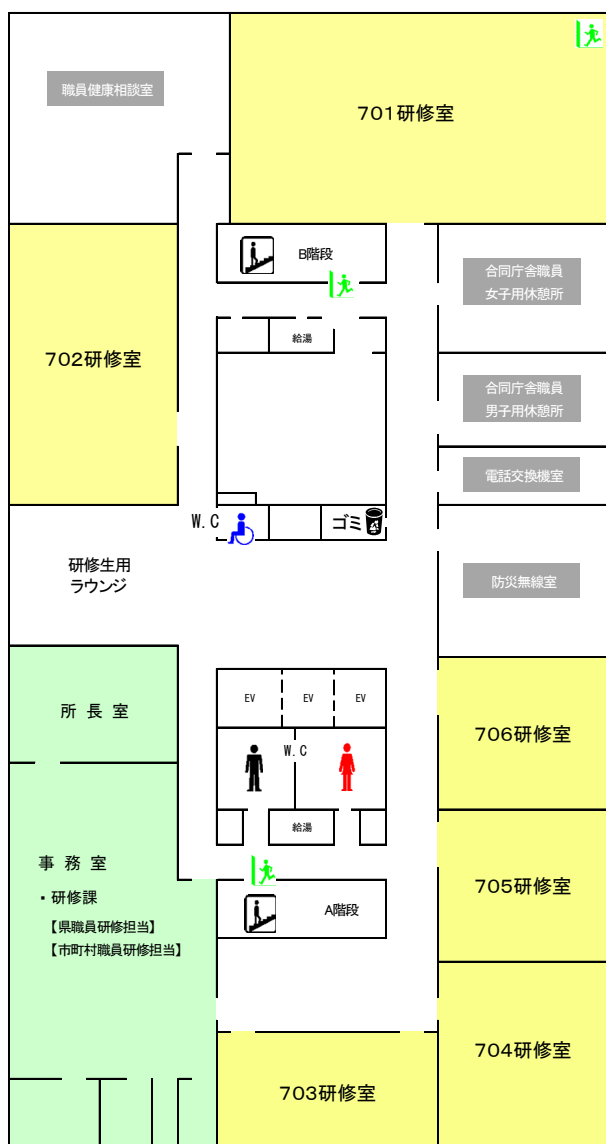 職員健康相談室
701研修室
B階段
合同庁舎職員
女子用休憩所
給湯
702研修室
合同庁舎職員
男子用休憩所
電話交換機室
W.C
ゴミ
研修生用
ラウンジ
防災無線室
所長室
EV
EV
EV
706研修室
W.C
給湯
事務室
・研修課
【県職員研修担当】
【市町村職員研修担当】
705研修室
A階段
704研修室
703研修室